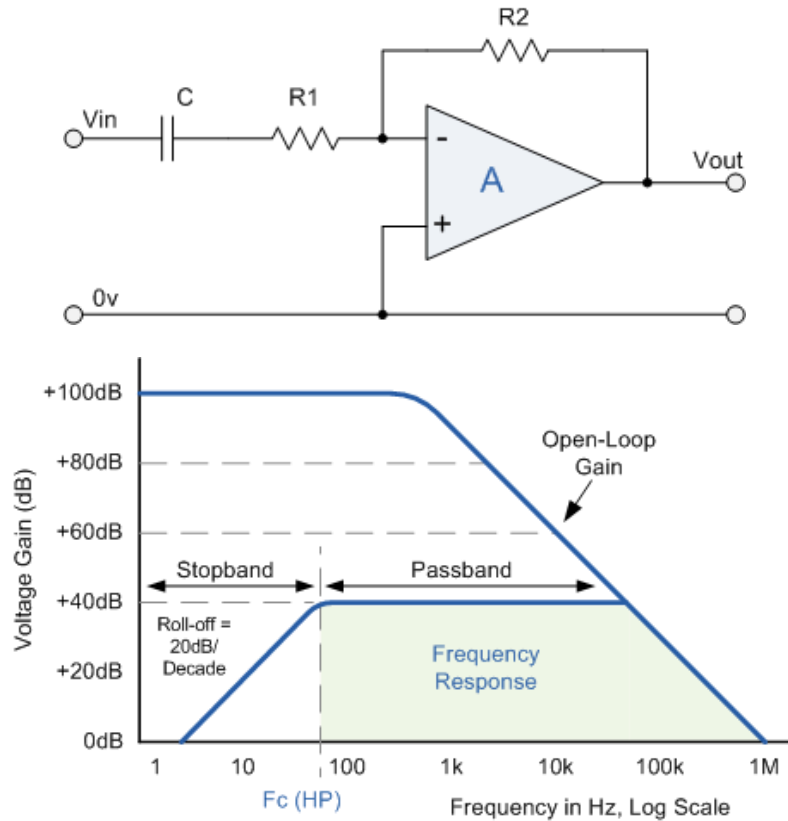 R2
C
R1
Vin
-
A
Vout
+
0v
+100dB
+80dB
+60dB
+40dB
+20dB
0dB
Voltage Gain (dB)
Open-Loop
Gain
Stopband
Passband
Roll-off =
20dB/
Decade
Frequency
Response
1 10 100 1k 10k 100k 1M
Fc (HP)
Frequency in Hz, Log Scale